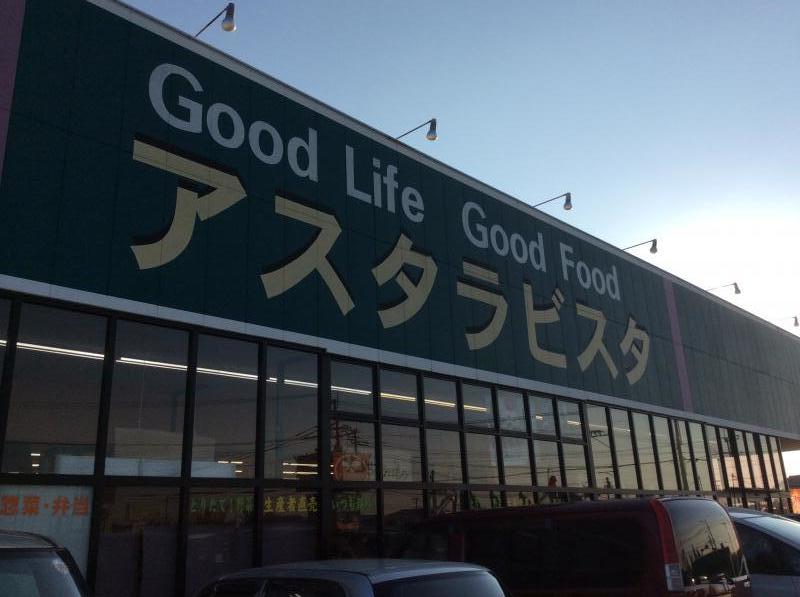 Good Life Good Food
アスタラビスタ
惣菜・弁当
とりたて!野菜
生産者直売